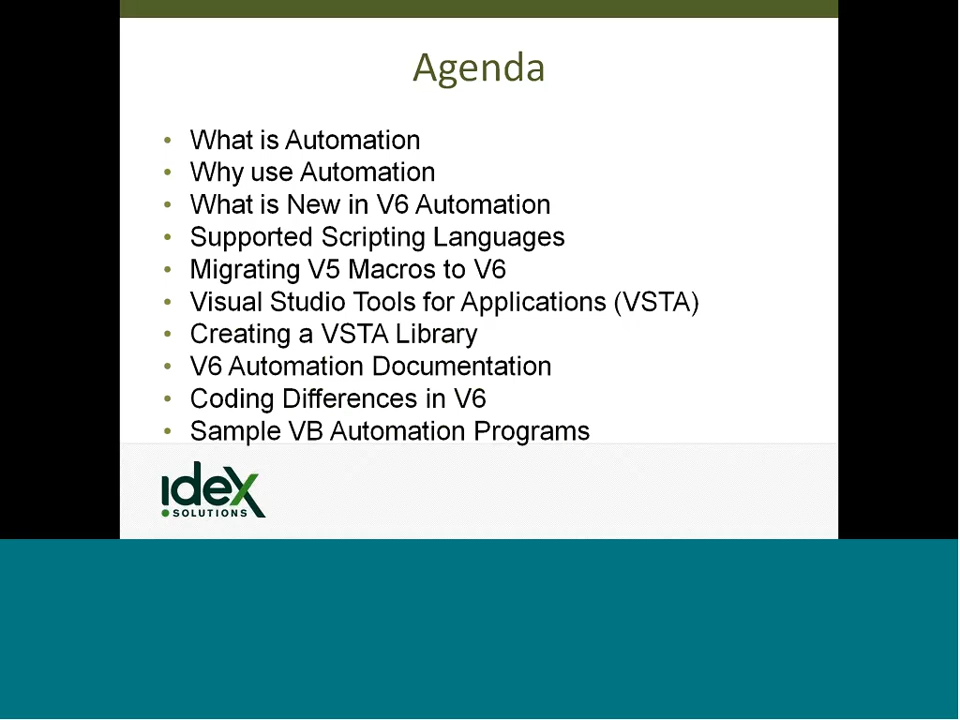 Agenda
• What is Automation
• Why use Automation
• What is New in V6 Automation
• Supported Scripting Languages
• Migrating V5 Macros to V6
• Visual Studio Tools for Applications (VSTA)
• Creating a VSTA Library
• V6 Automation Documentation
• Coding Differences in V6
• Sample VB Automation Programs
ideX
SOLUTIONS